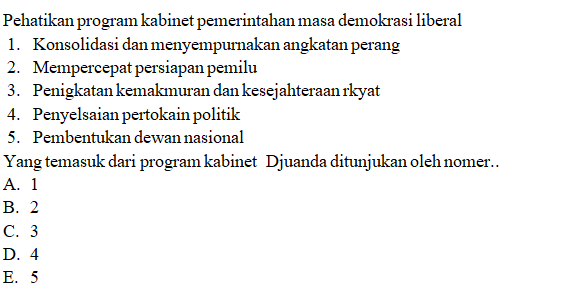 Pehatikan program kabinet pemerintahan masa demokrasi liberal
1. Konsolidasi dan menyempurnakan angkatan perang
2. Mempercepat persiapan pemilu
3. Penigkatan kemakmuran dan kesejahteraan rkyat
4. Penyelsaian pertokain politik
5. Pembentukan dewan nasional
Yang temasuk dari program kabinet Djuanda ditunjukan oleh nomer..
A. 1
B. 2
C. 3
D. 4
E. 5